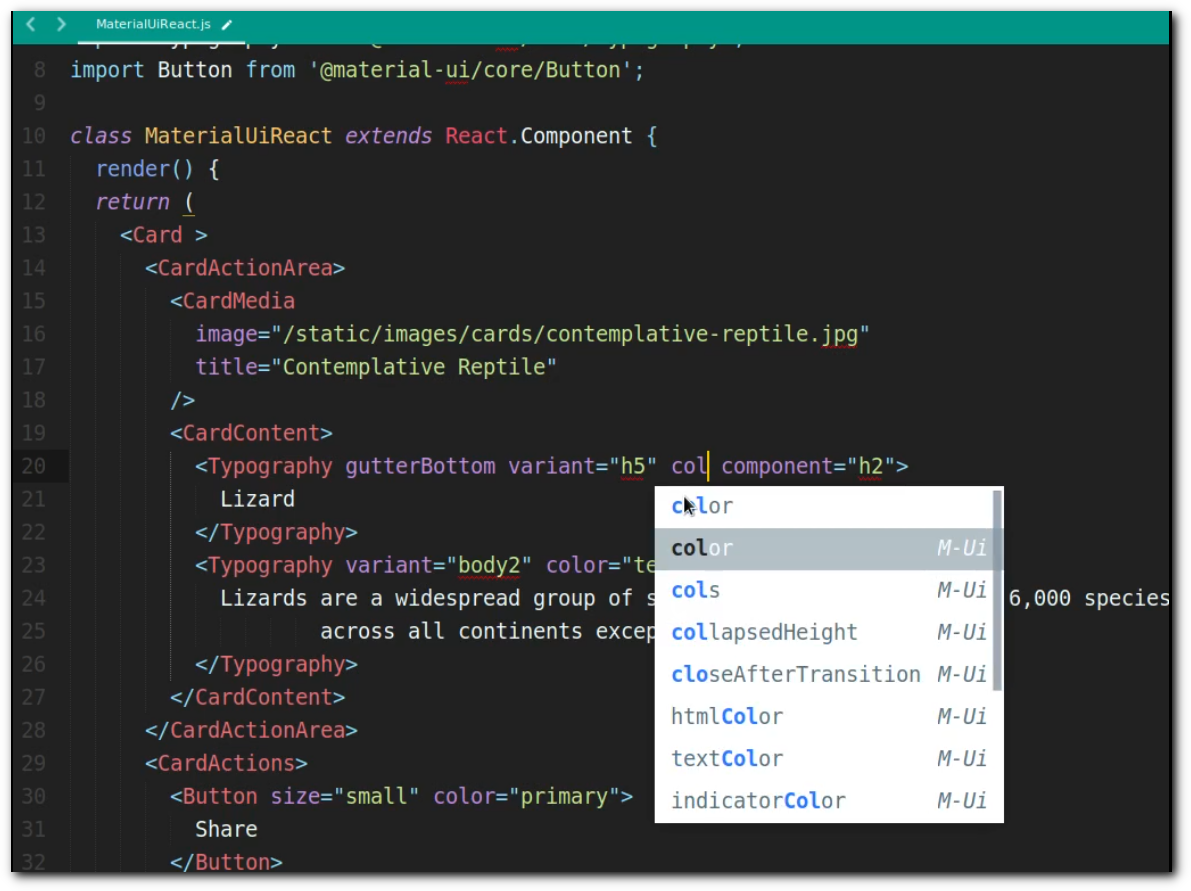 MaterialUiReact.js
8 import Button from '@material-ui/core/Button';
9
10 class MaterialUiReact extends React.Component {
11 render() {
12 return (
13 <Card >
14 <CardActionArea>
15 <CardMedia
16 image="/static/images/cards/contemplative-reptile.jpg"
17 title="Contemplative Reptile"
18 />
19 <CardContent>
20 <Typography gutterBottom variant="h5" col component="h2">
21 Lizard
22 </Typography>
23 <Typography variant="body2" color="te
24 Lizards are a widespread group of s 6,000 species
25 across all continents excep
26 </Typography>
27 </CardContent>
28 </CardActionArea>
29 <CardActions>
30 <Button size="small" color="primary">
31 Share
32 </Button>
color
color M-Ui
cols M-Ui
collapsedHeight M-Ui
closeAfterTransition M-Ui
htmlColor M-Ui
textColor M-Ui
indicatorColor M-Ui